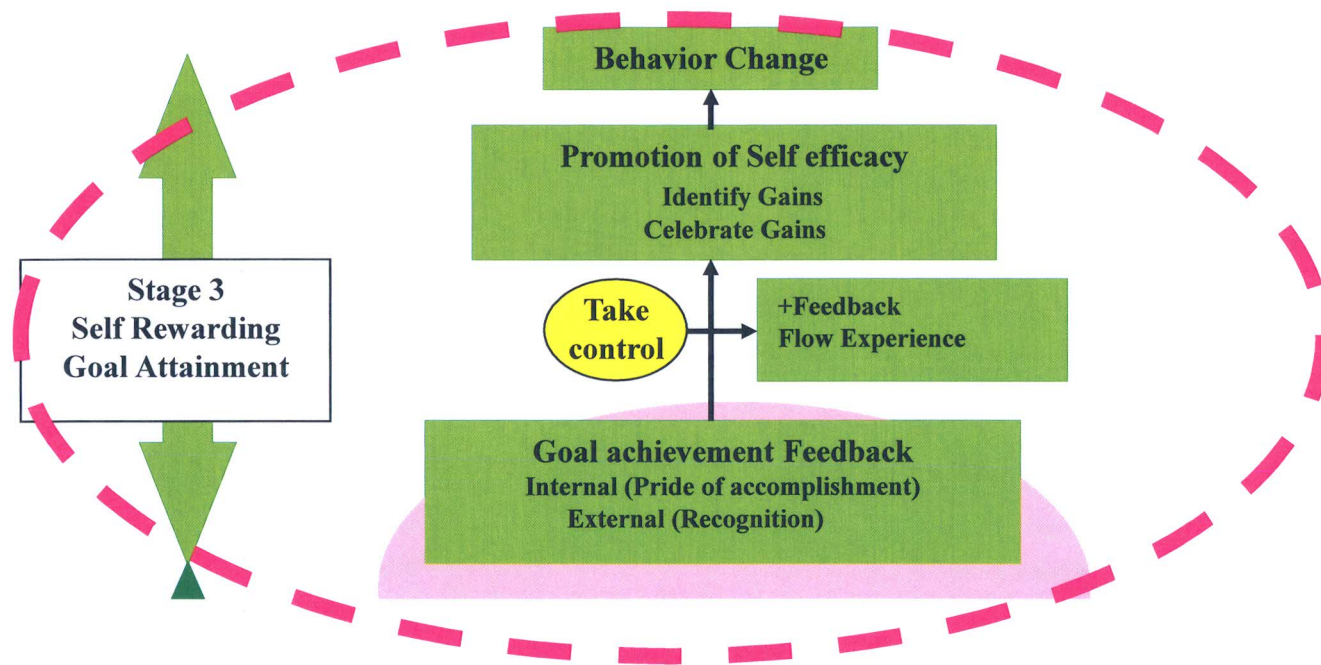 Behavior Change
Promotion of Self efficacy
Identify Gains
Celebrate Gains
Stage 3
Self Rewarding
Goal Attainment
Take
control
+Feedback
Flow Experience
Goal achievement Feedback
Internal (Pride of accomplishment)
External (Recognition)